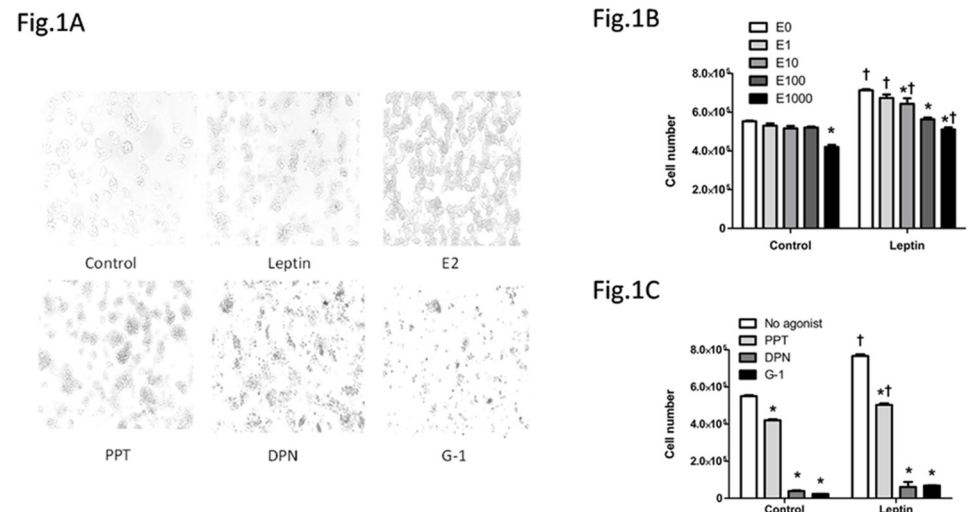 Fig.1A
Control
Leptin
E2
PPT
DPN
G-1
Fig.1B
E0
E1
E10
E100
E1000
8.0×10⁵
6.0×10⁵
4.0×10⁵
2.0×10⁵
0
Cell number
*
†
†
*†
*
*†
Control
Leptin
Fig.1C
No agonist
PPT
DPN
G-1
8.0×10⁵
6.0×10⁵
4.0×10⁵
2.0×10⁵
0
Cell number
*
*
*
†
*†
*
*
Control
Leptin